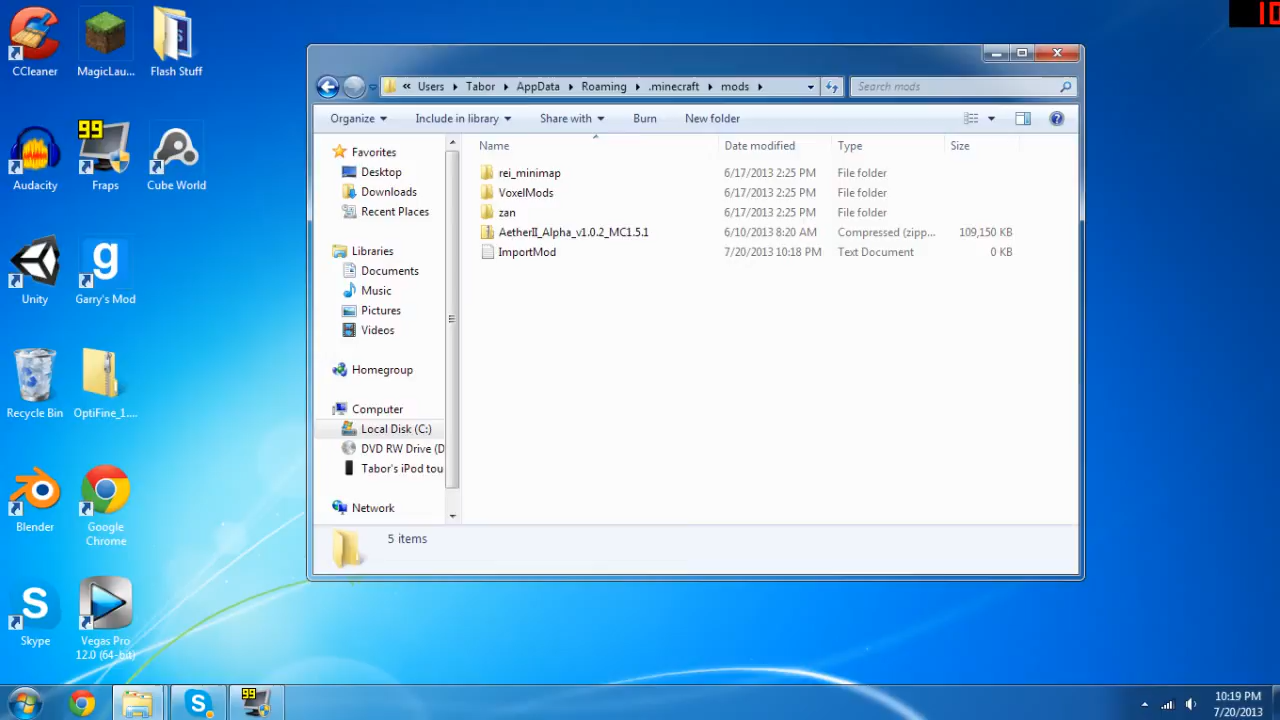 10
CCleaner
MagicLau...
Flash Stuff
99
Audacity
Fraps
Cube World
g
Unity
Garry's Mod
Recycle Bin
OptiFine_1....
Blender
Google
Chrome
S
Skype
Vegas Pro
12.0 (64-bit)
« Users Tabor AppData Roaming .minecraft mods
Search mods
Organize Include in library Share with Burn New folder
Favorites
Desktop
Downloads
Recent Places
Libraries
Documents
Music
Pictures
Videos
Homegroup
Computer
Local Disk (C:)
DVD RW Drive (D
Tabor's iPod tou
Network
Name Date modified Type Size
rei_minimap 6/17/2013 2:25 PM File folder
VoxelMods 6/17/2013 2:25 PM File folder
zan 6/17/2013 2:25 PM File folder
AetherII_Alpha_v1.0.2_MC1.5.1 6/10/2013 8:20 AM Compressed (zipp... 109,150 KB
ImportMod 7/20/2013 10:18 PM Text Document 0 KB
5 items
S
99
10:19 PM
7/20/2013